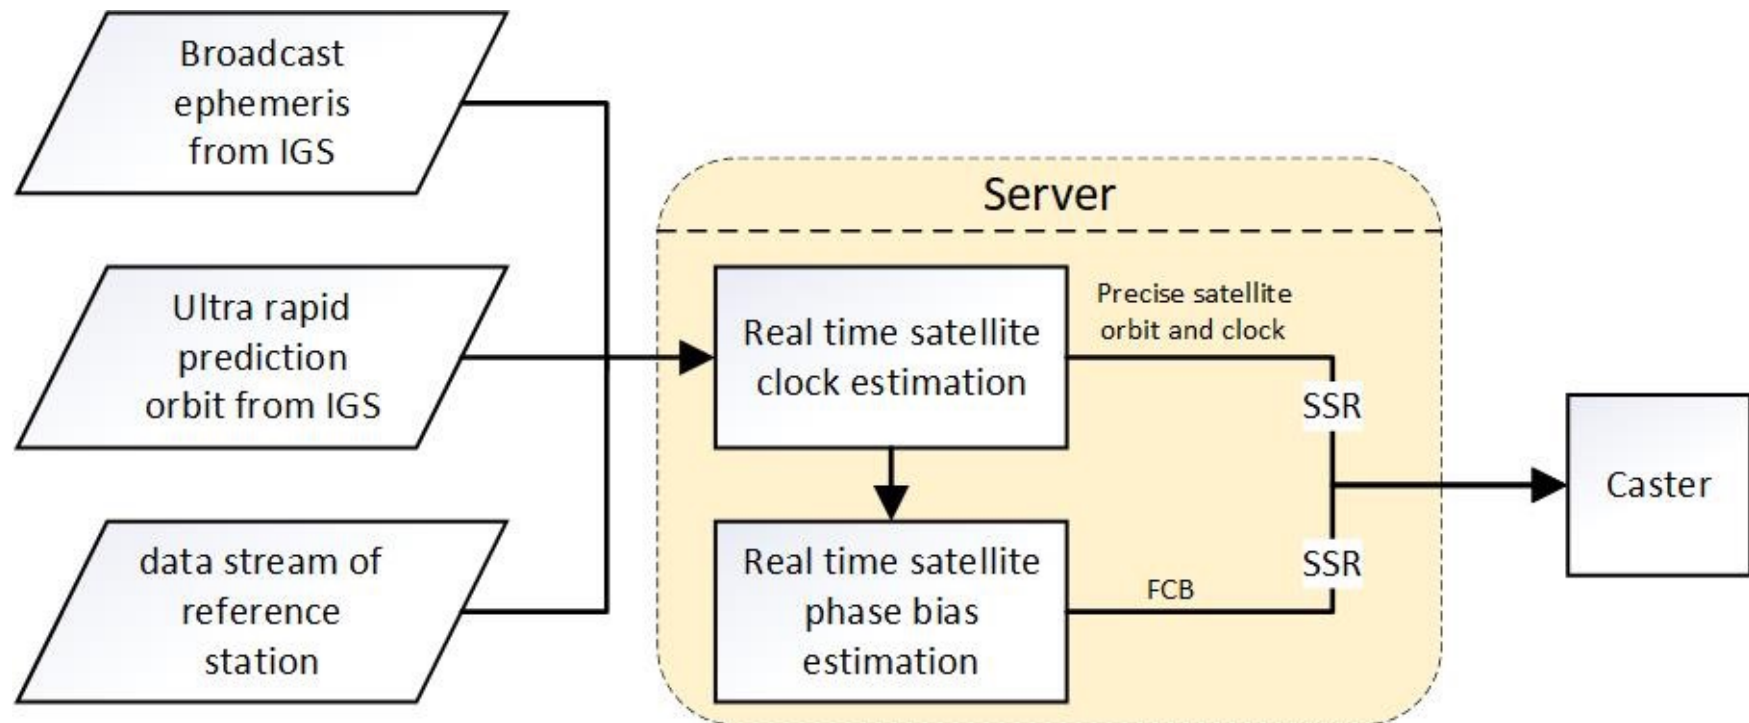 Broadcast
ephemeris
from IGS
Ultra rapid
prediction
orbit from IGS
data stream of
reference
station
Server
Real time satellite
clock estimation
Precise satellite
orbit and clock
SSR
Real time satellite
phase bias
estimation
FCB
SSR
Caster